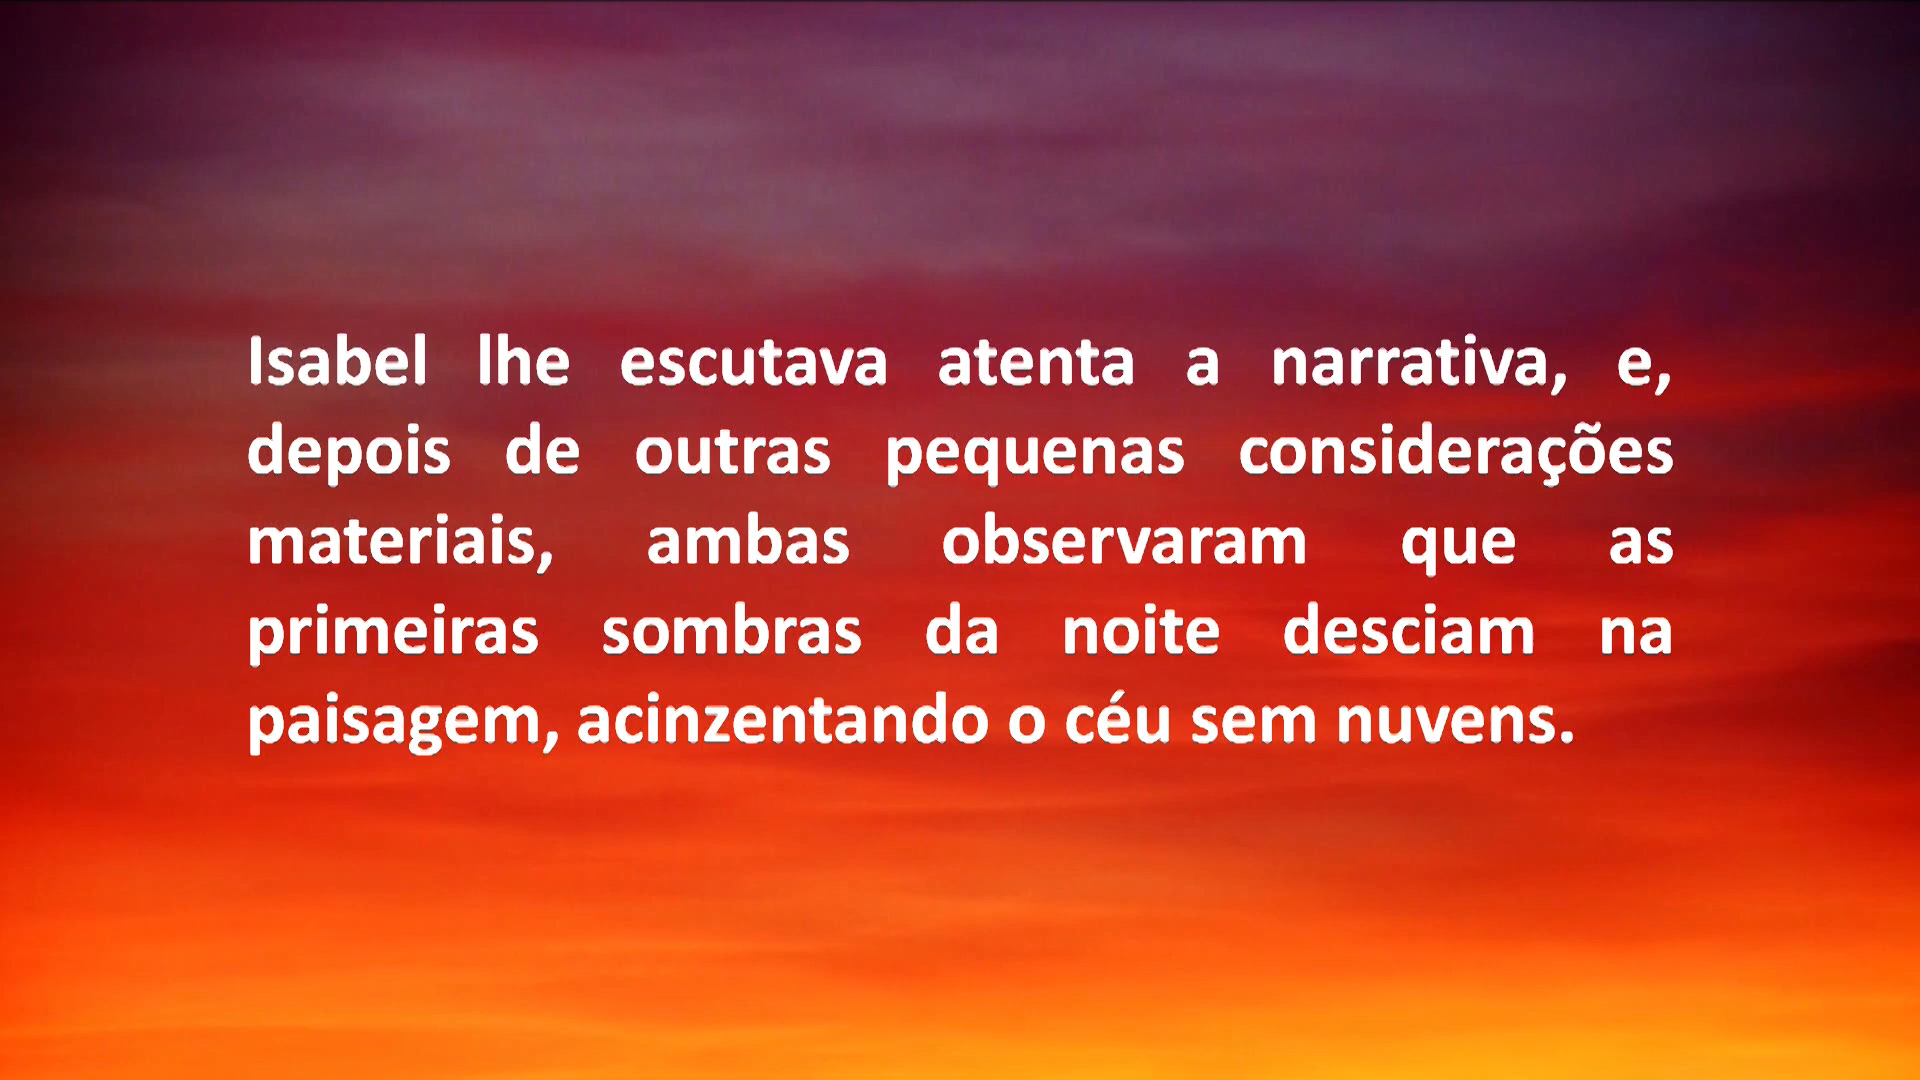 Isabel lhe escutava atenta a narrativa, e,
depois de outras pequenas considerações
materiais, ambas observaram que as
primeiras sombras da noite desciam na
paisagem, acinzentando o céu sem nuvens.